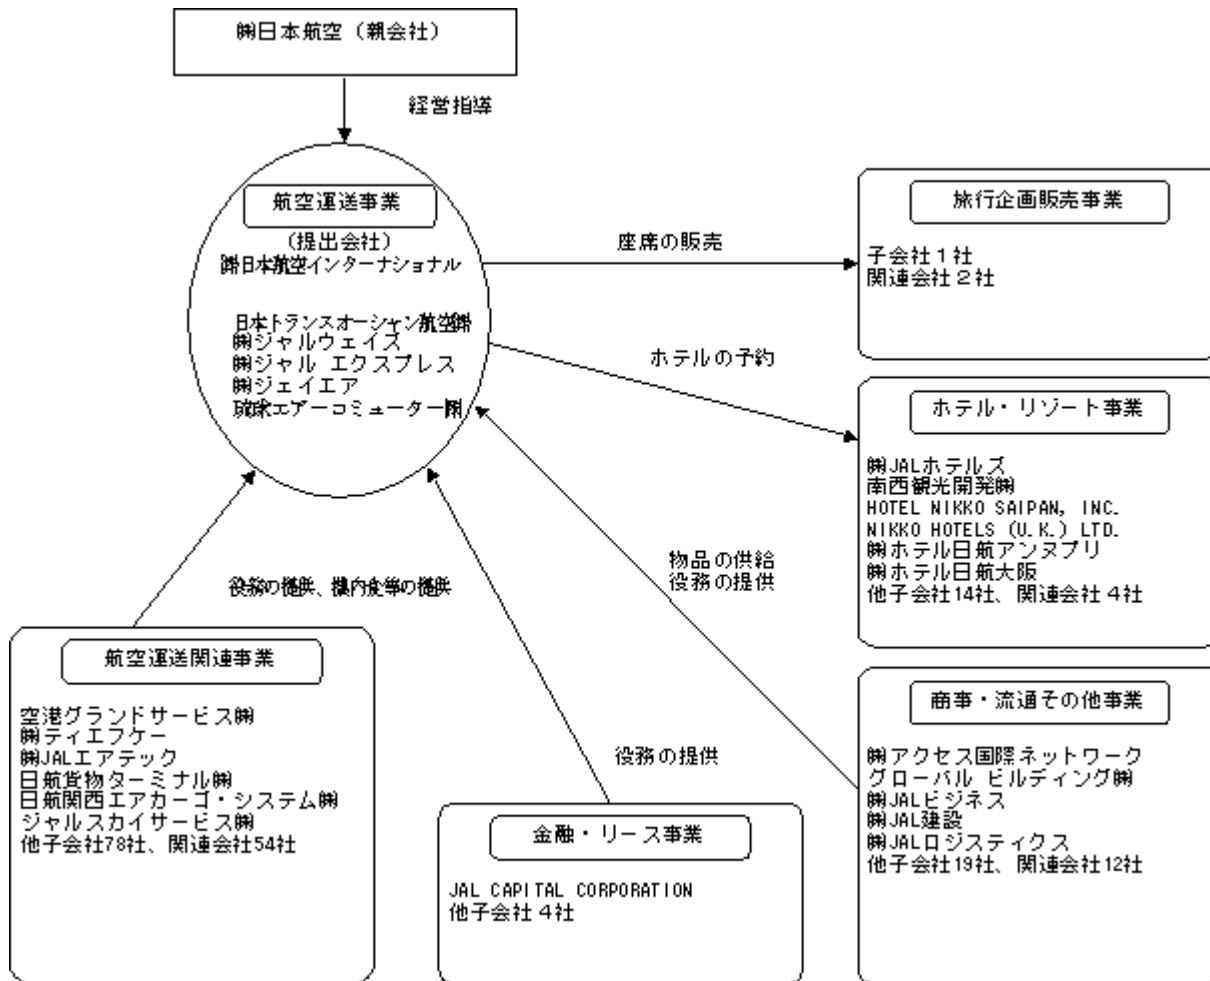 ㈱日本航空（親会社）
経営指導
航空運送事業
（提出会社）
㈱日本航空インターナショナル
日本トランスオーシャン航空㈱
㈱ジャルウェイズ
㈱ジャル エクスプレス
㈱ジェイエア
琉球エアーコミューター㈱
座席の販売
旅行企画販売事業
子会社１社
関連会社２社
ホテルの予約
ホテル・リゾート事業
㈱JALホテルズ
南西観光開発㈱
HOTEL NIKKO SAIPAN, INC.
NIKKO HOTELS (U.K.) LTD.
㈱ホテル日航アンヌプリ
㈱ホテル日航大阪
他子会社14社、関連会社４社
物品の供給
役務の提供
役務の提供、機内食等の提供
航空運送関連事業
空港グランドサービス㈱
㈱ティエフケー
㈱JALエアテック
日航貨物ターミナル㈱
日航関西エアカーゴ・システム㈱
ジャルスカイサービス㈱
他子会社78社、関連会社54社
役務の提供
金融・リース事業
JAL CAPITAL CORPORATION
他子会社４社
商事・流通その他事業
㈱アクセス国際ネットワーク
グローバル ビルディング㈱
㈱JALビジネス
㈱JAL建設
㈱JALロジスティクス
他子会社19社、関連会社12社